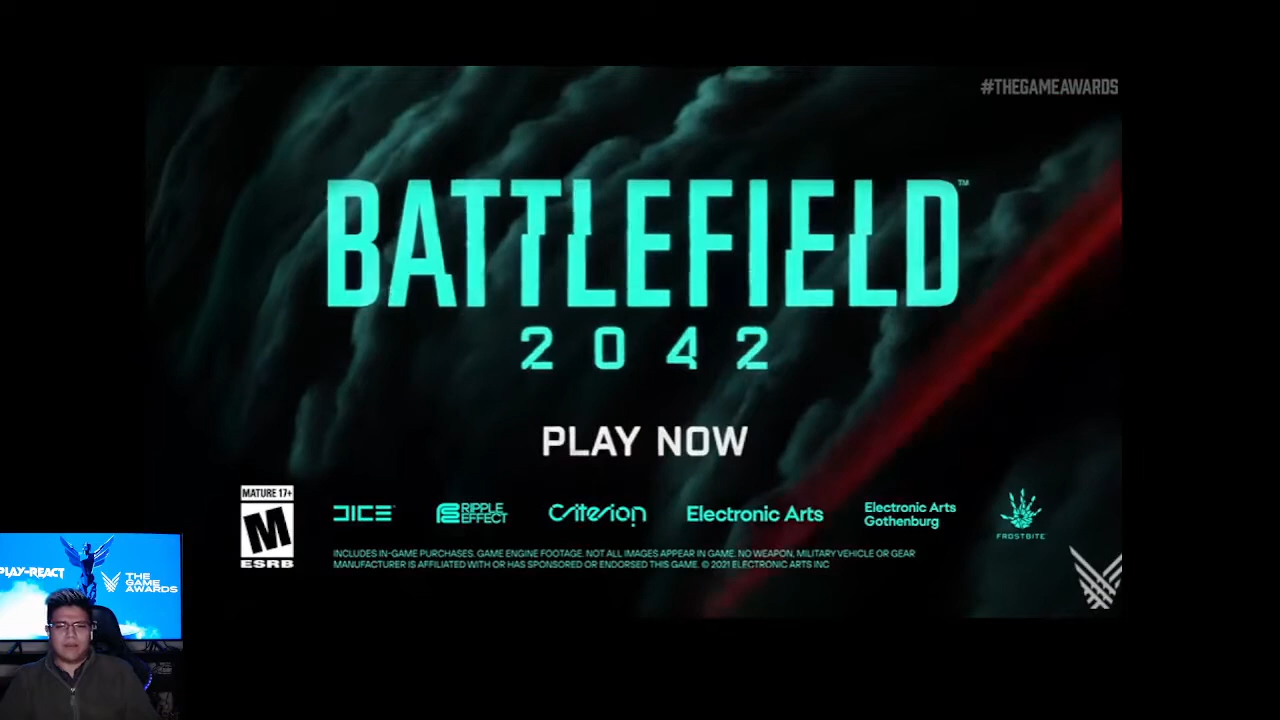 #THEGAMEAWARDS
BATTLEFIELD™
2042
PLAY NOW
MATURE 17+
M
ESRB
DICE
RIPPLE
EFFECT
Criterion
Electronic Arts
Electronic Arts
Gothenburg
FROSTBITE
INCLUDES IN-GAME PURCHASES. GAME ENGINE FOOTAGE. NOT ALL IMAGES APPEAR IN GAME. NO WEAPON, MILITARY VEHICLE OR GEAR
MANUFACTURER IS AFFILIATED WITH OR HAS SPONSORED OR ENDORSED THIS GAME. © 2021 ELECTRONIC ARTS INC
PLAY-REACT
THE
GAME
AWARDS